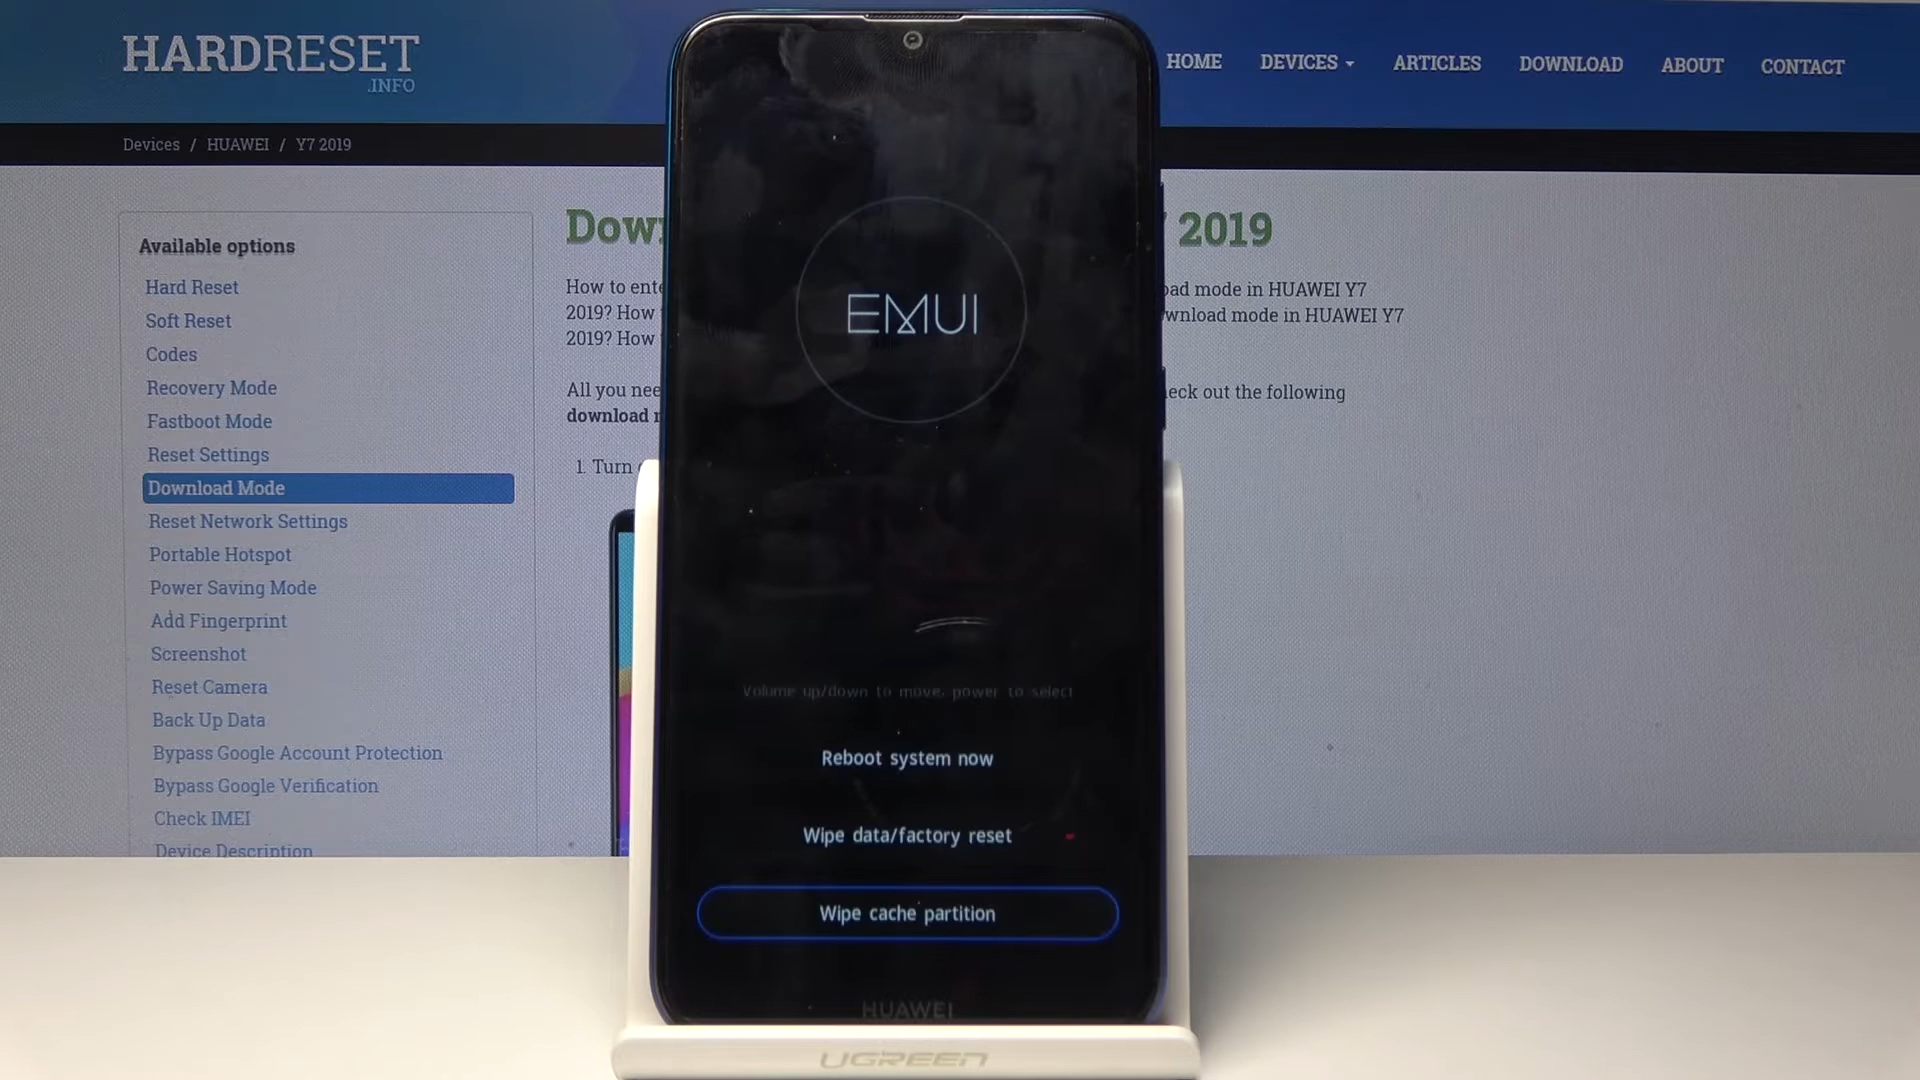 HARDRESET
.INFO
HOME
DEVICES
ARTICLES
DOWNLOAD
ABOUT
CONTACT
Devices / HUAWEI / Y7 2019
Available options
Hard Reset
Soft Reset
Codes
Recovery Mode
Fastboot Mode
Reset Settings
Download Mode
Reset Network Settings
Portable Hotspot
Power Saving Mode
Add Fingerprint
Screenshot
Reset Camera
Back Up Data
Bypass Google Account Protection
Bypass Google Verification
Check IMEI
Device Description
2019
How to ente
mode in HUAWEI Y7
2019? How
mode in HUAWEI Y7
2019? How
All you nee
out the following
download
1. Turn
EMUI
Volume up/down to move, power to select
Reboot system now
Wipe data/factory reset
Wipe cache partition
HUAWEI
UGREEN